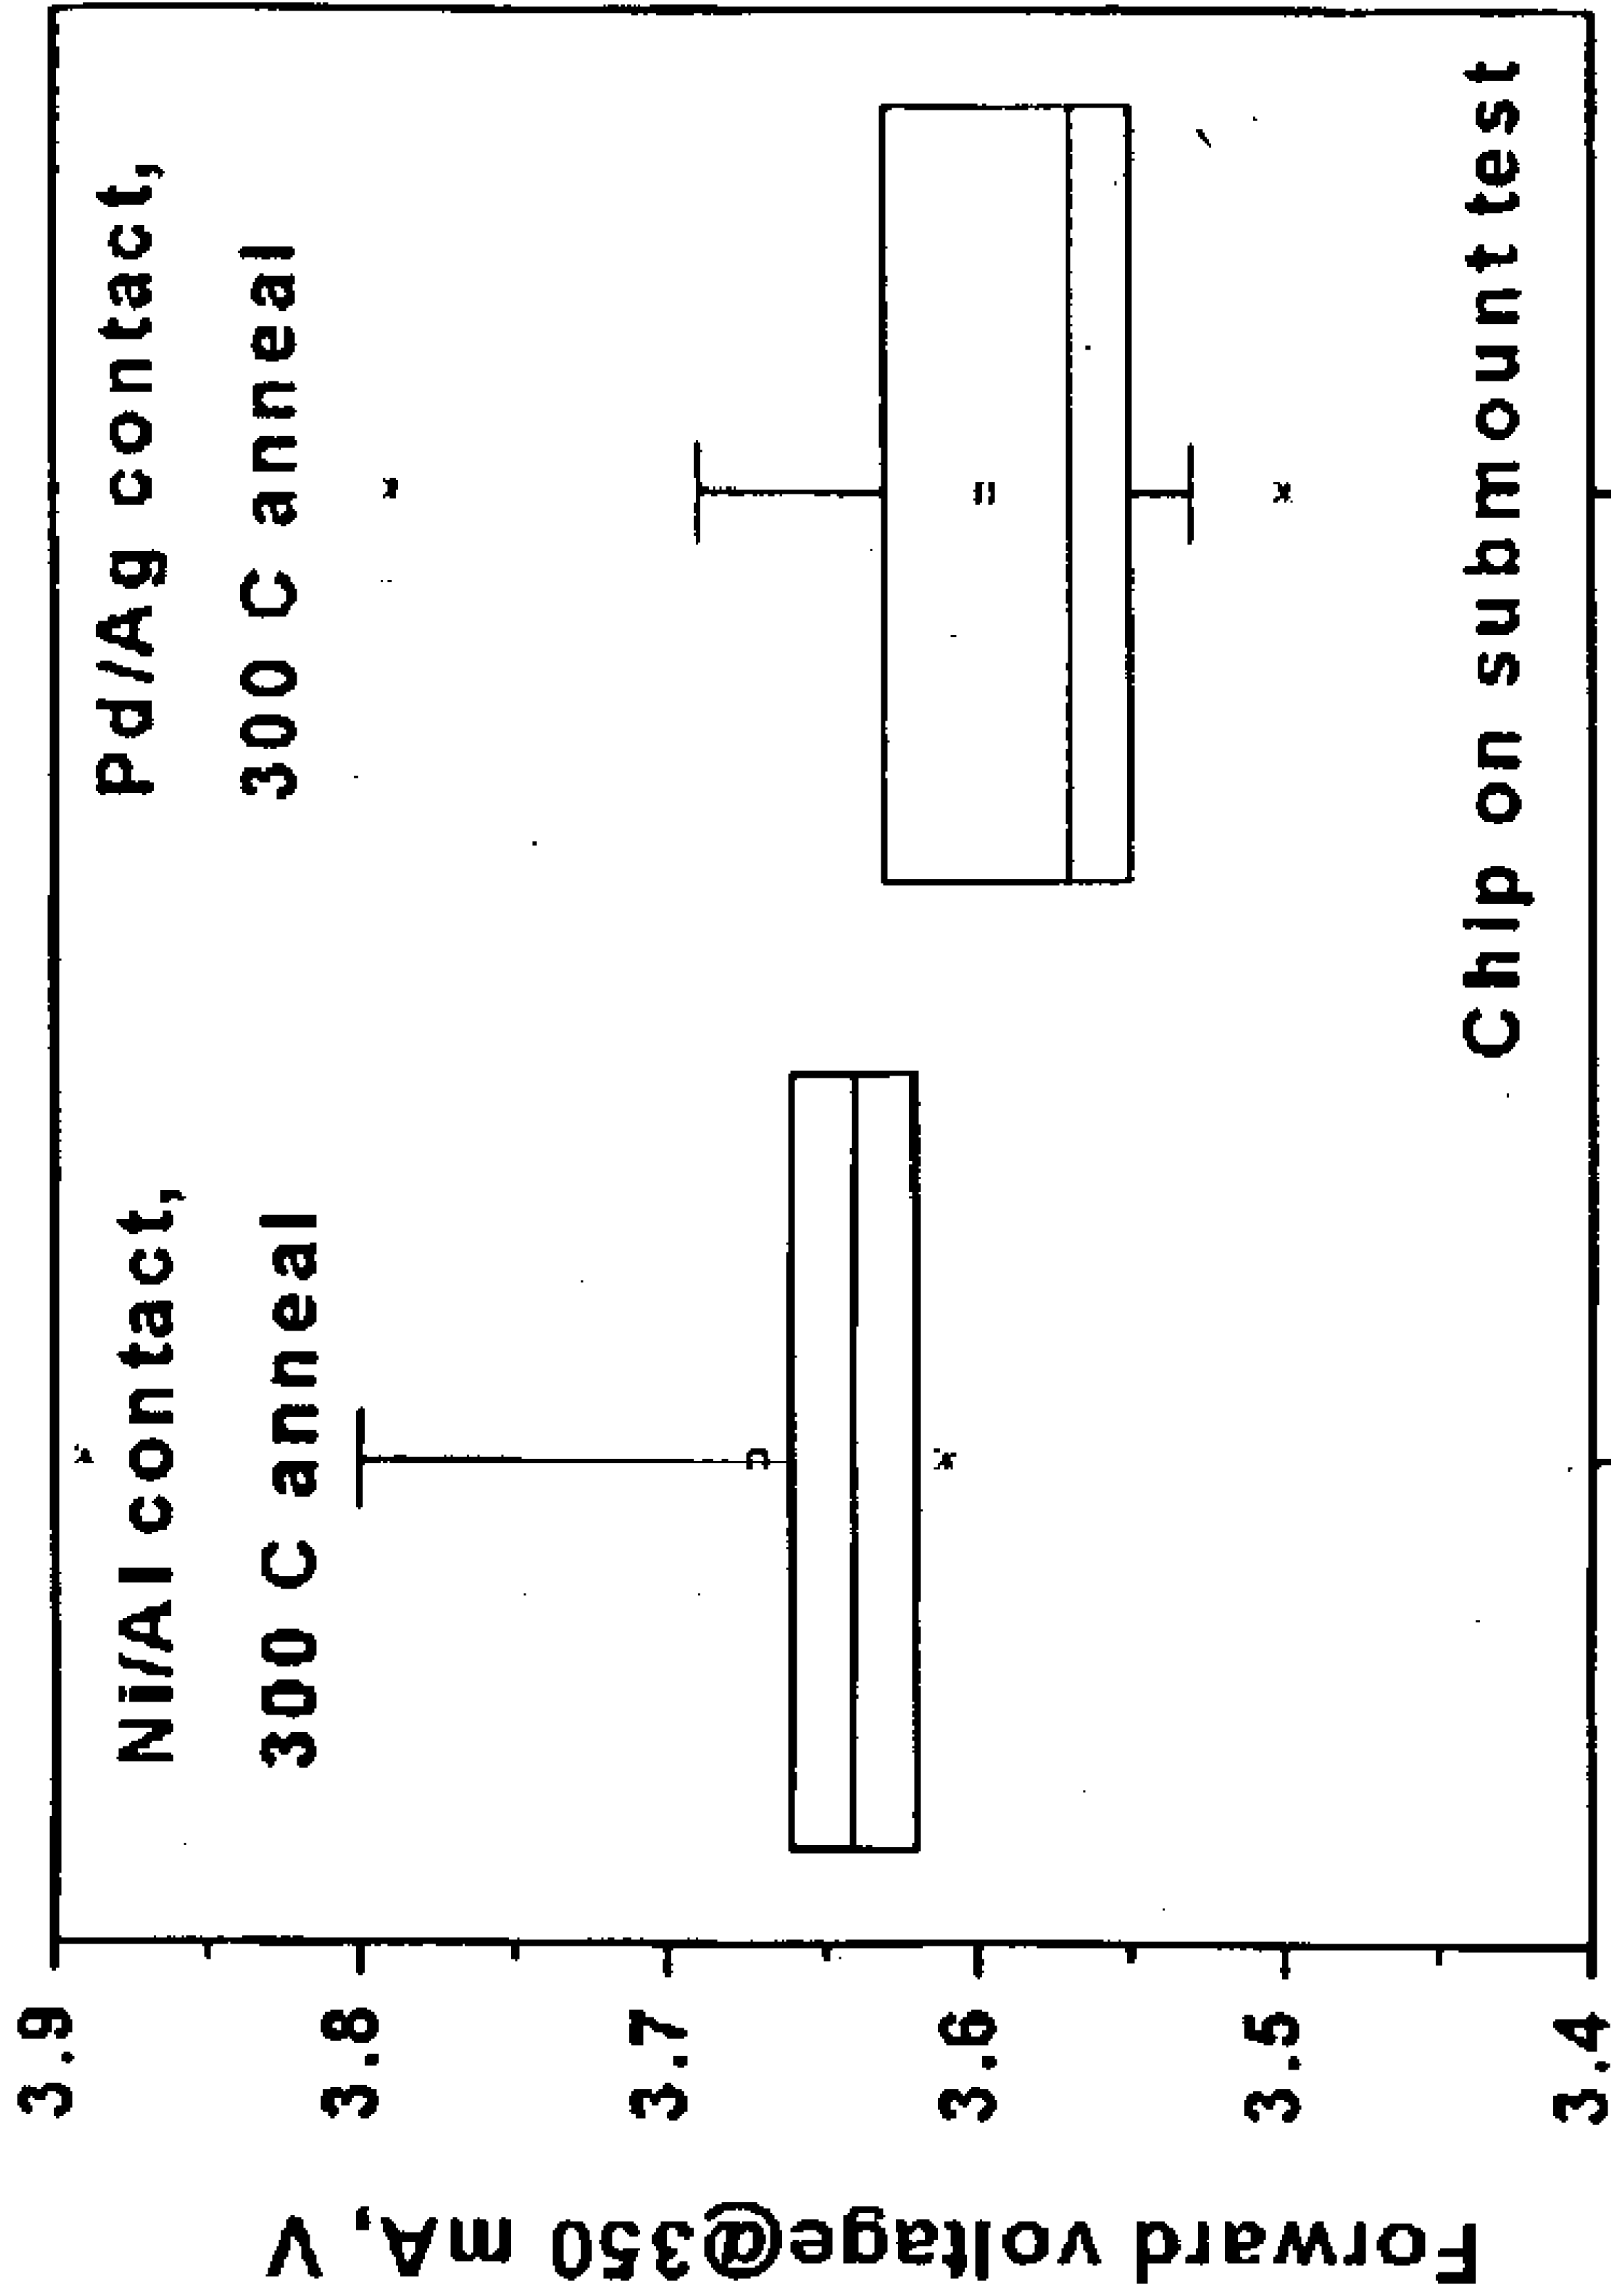 Forward voltage@350 mA, V
3.9
3.8
3.7
3.6
3.5
3.4
Ni/Al contact,
300 C anneal
Pd/Ag contact,
300 C anneal
Chip on submount test